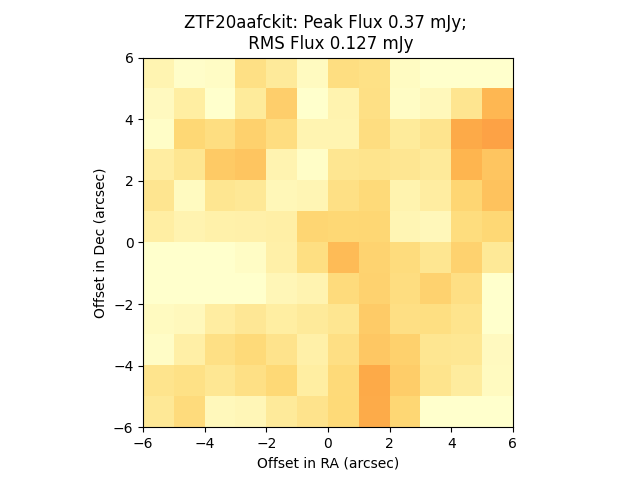 ZTF20aafckit: Peak Flux 0.37 mJy;
RMS Flux 0.127 mJy
6
4
2
0
−2
−4
−6
Offset in Dec (arcsec)
−6 −4 −2 0 2 4 6
Offset in RA (arcsec)